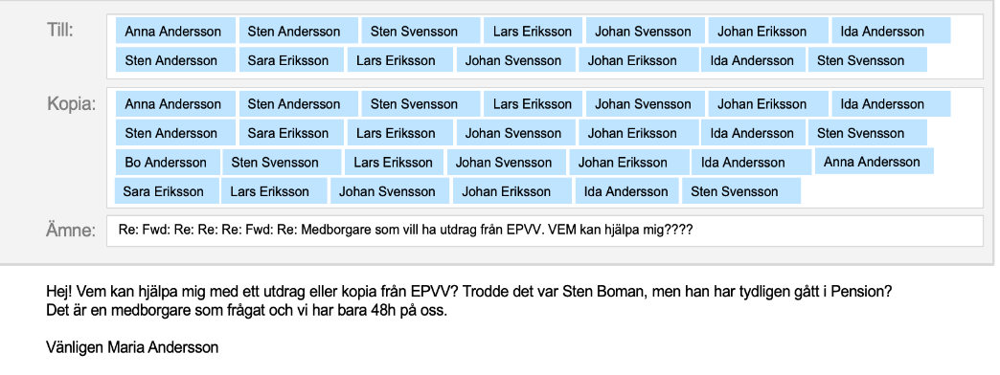 Till: Anna Andersson Sten Andersson Sten Svensson Lars Eriksson Johan Svensson Johan Eriksson Ida Andersson
Sten Andersson Sara Eriksson Lars Eriksson Johan Svensson Johan Eriksson Ida Andersson Sten Svensson
Kopia: Anna Andersson Sten Andersson Sten Svensson Lars Eriksson Johan Svensson Johan Eriksson Ida Andersson
Sten Andersson Sara Eriksson Lars Eriksson Johan Svensson Johan Eriksson Ida Andersson Sten Svensson
Bo Andersson Sten Svensson Lars Eriksson Johan Svensson Johan Eriksson Ida Andersson Anna Andersson
Sara Eriksson Lars Eriksson Johan Svensson Johan Eriksson Ida Andersson Sten Svensson
Ämne: Re: Fwd: Re: Re: Re: Fwd: Re: Medborgare som vill ha utdrag från EPVV. VEM kan hjälpa mig????
Hej! Vem kan hjälpa mig med ett utdrag eller kopia från EPVV? Trodde det var Sten Boman, men han har tydligen gått i Pension?
Det är en medborgare som frågat och vi har bara 48h på oss.
Vänligen Maria Andersson